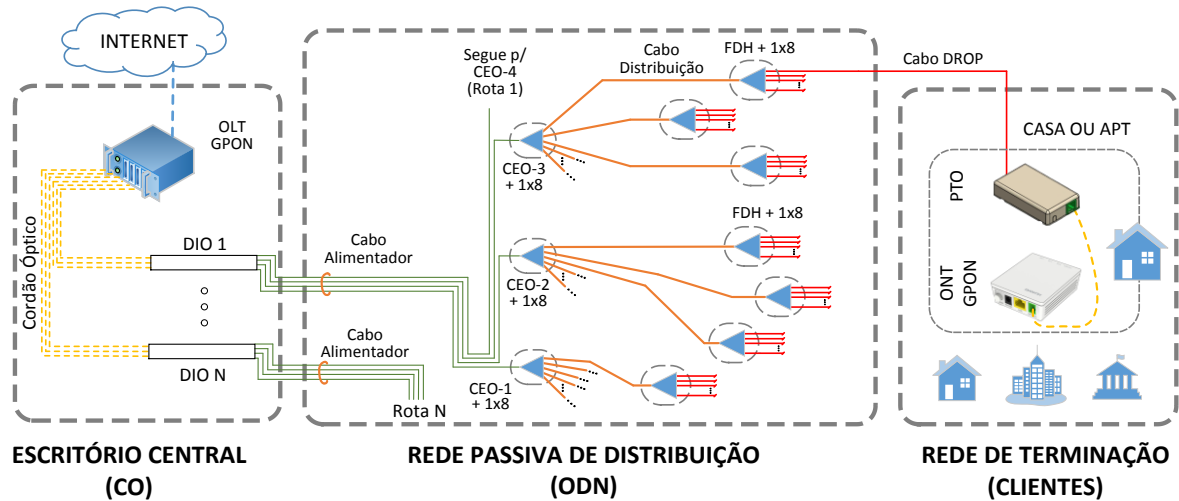 INTERNET
OLT
GPON
Cordão Óptico
DIO 1
DIO N
Cabo
Alimentador
Cabo
Alimentador
Rota N
Segue p/
CEO-4
(Rota 1)
Cabo
Distribuição
FDH + 1x8
CEO-3
+ 1x8
FDH + 1x8
CEO-2
+ 1x8
CEO-1
+ 1x8
Cabo DROP
CASA OU APT
PTO
ONT
GPON
ESCRITÓRIO CENTRAL
(CO)
REDE PASSIVA DE DISTRIBUIÇÃO
(ODN)
REDE DE TERMINAÇÃO
(CLIENTES)